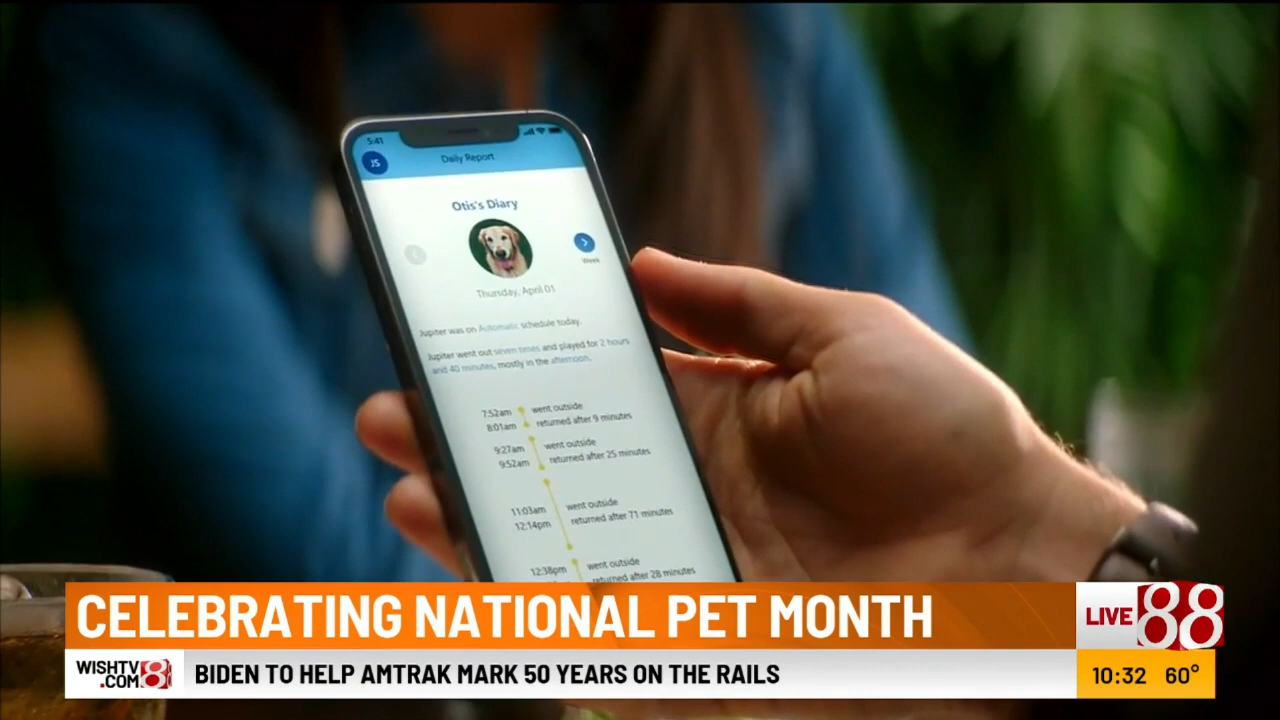 5:41
JS
Daily Report
Otis's Diary
Week
Thursday, April 01
Jupiter was on Automatic schedule today.
Jupiter went out seven times and played for 2 hours
and 40 minutes, mostly in the afternoon.
7:52am went outside
8:01am returned after 9 minutes
9:27am went outside
9:52am returned after 25 minutes
11:03am went outside
12:14pm returned after 71 minutes
12:38pm went outside
returned after 28 minutes
CELEBRATING NATIONAL PET MONTH
LIVE 88
WISHTV
.COM 8
BIDEN TO HELP AMTRAK MARK 50 YEARS ON THE RAILS
10:32 60°